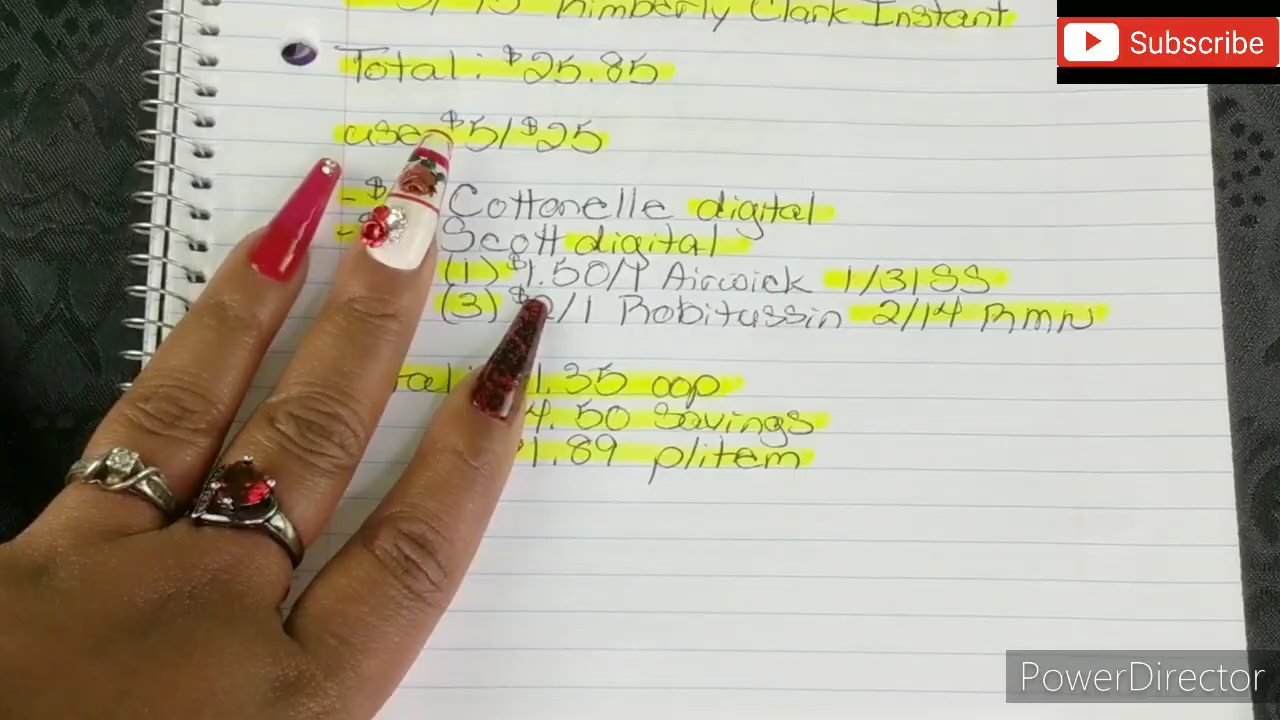 Kimberly Clark Instant
Subscribe
Total: $25.85
use $5/$25
-$ Cottonelle digital
- Scott digital
(1) $1.50/1 Airwick 1/31 SS
(3) $2/1 Robitussin 2/14 RMN
1.35 oop
4.50 Savings
1.89 p/item
PowerDirector